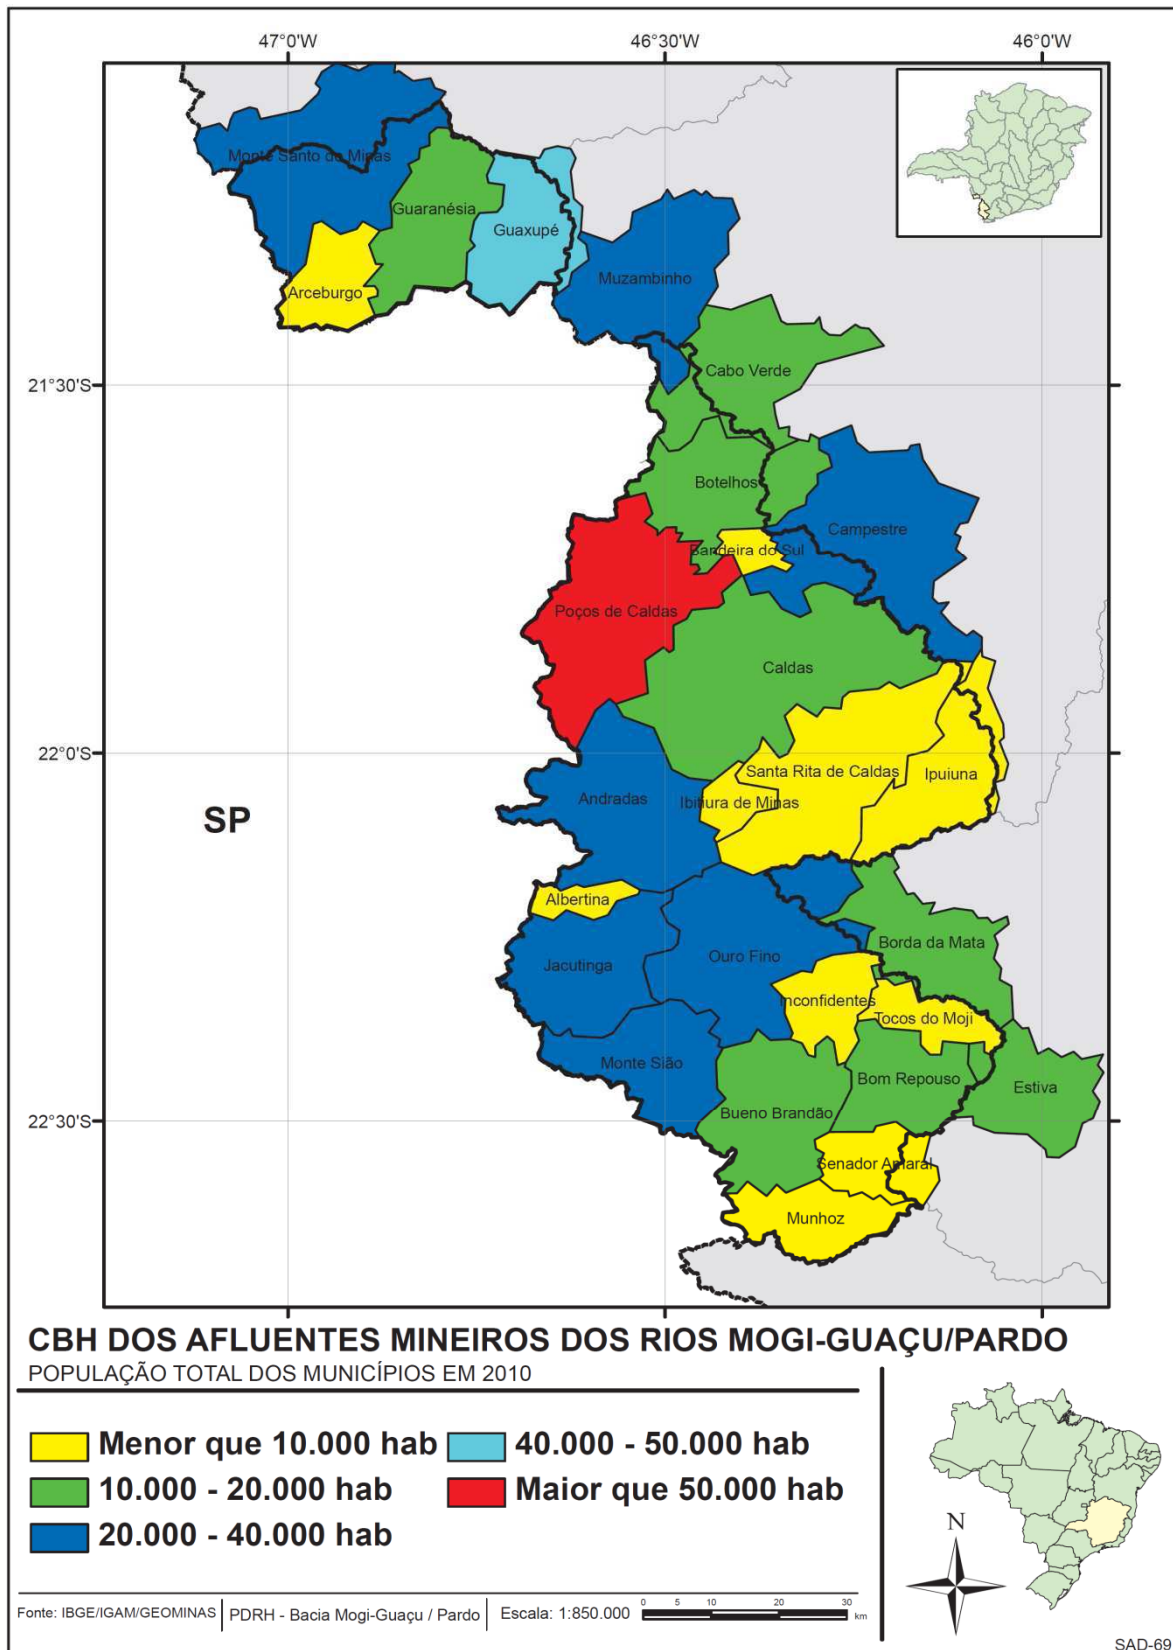 47°0'W 46°30'W 46°0'W
Monte Santo de Minas
Guaranésia
Guaxupé
Muzambinho
Arceburgo
21°30'S
Cabo Verde
Botelhos
Campestre
Bandeira do Sul
Poços de Caldas
Caldas
22°0'S
Santa Rita de Caldas
Ipuiuna
Andradas
Ibitiura de Minas
SP
Albertina
Borda da Mata
Ouro Fino
Jacutinga
Inconfidentes
Tocos do Moji
Monte Sião
Bom Repouso
Estiva
Bueno Brandão
22°30'S
Senador Amaral
Munhoz
CBH DOS AFLUENTES MINEIROS DOS RIOS MOGI-GUAÇU/PARDO
POPULAÇÃO TOTAL DOS MUNICÍPIOS EM 2010
Menor que 10.000 hab
40.000 - 50.000 hab
10.000 - 20.000 hab
Maior que 50.000 hab
20.000 - 40.000 hab
N
Fonte: IBGE/IGAM/GEOMINAS
PDRH - Bacia Mogi-Guaçu / Pardo
Escala: 1:850.000
0 5 10 20 30
km
SAD-69